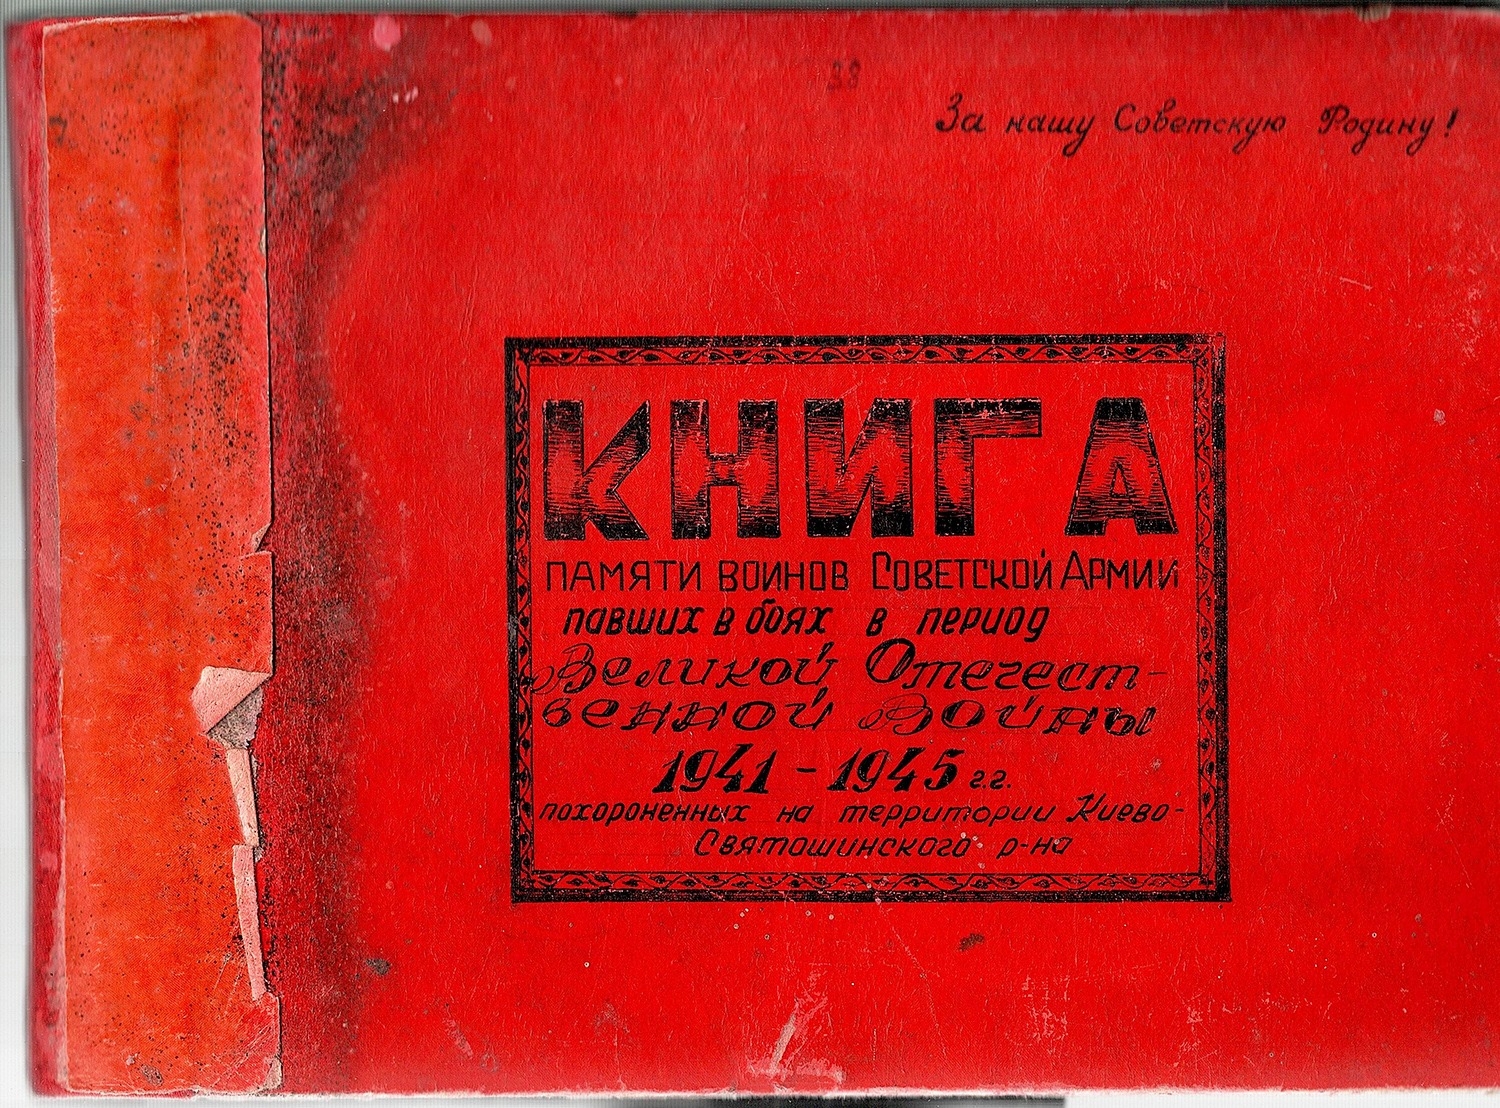 38
За нашу Советскую Родину!
КНИГА
ПАМЯТИ ВОИНОВ СОВЕТСКОЙ АРМИИ
павших в боях в период
Великой Отечест-
венной Войны
1941 - 1945 г.г.
похороненных на территории Киево-
Святошинского р-на